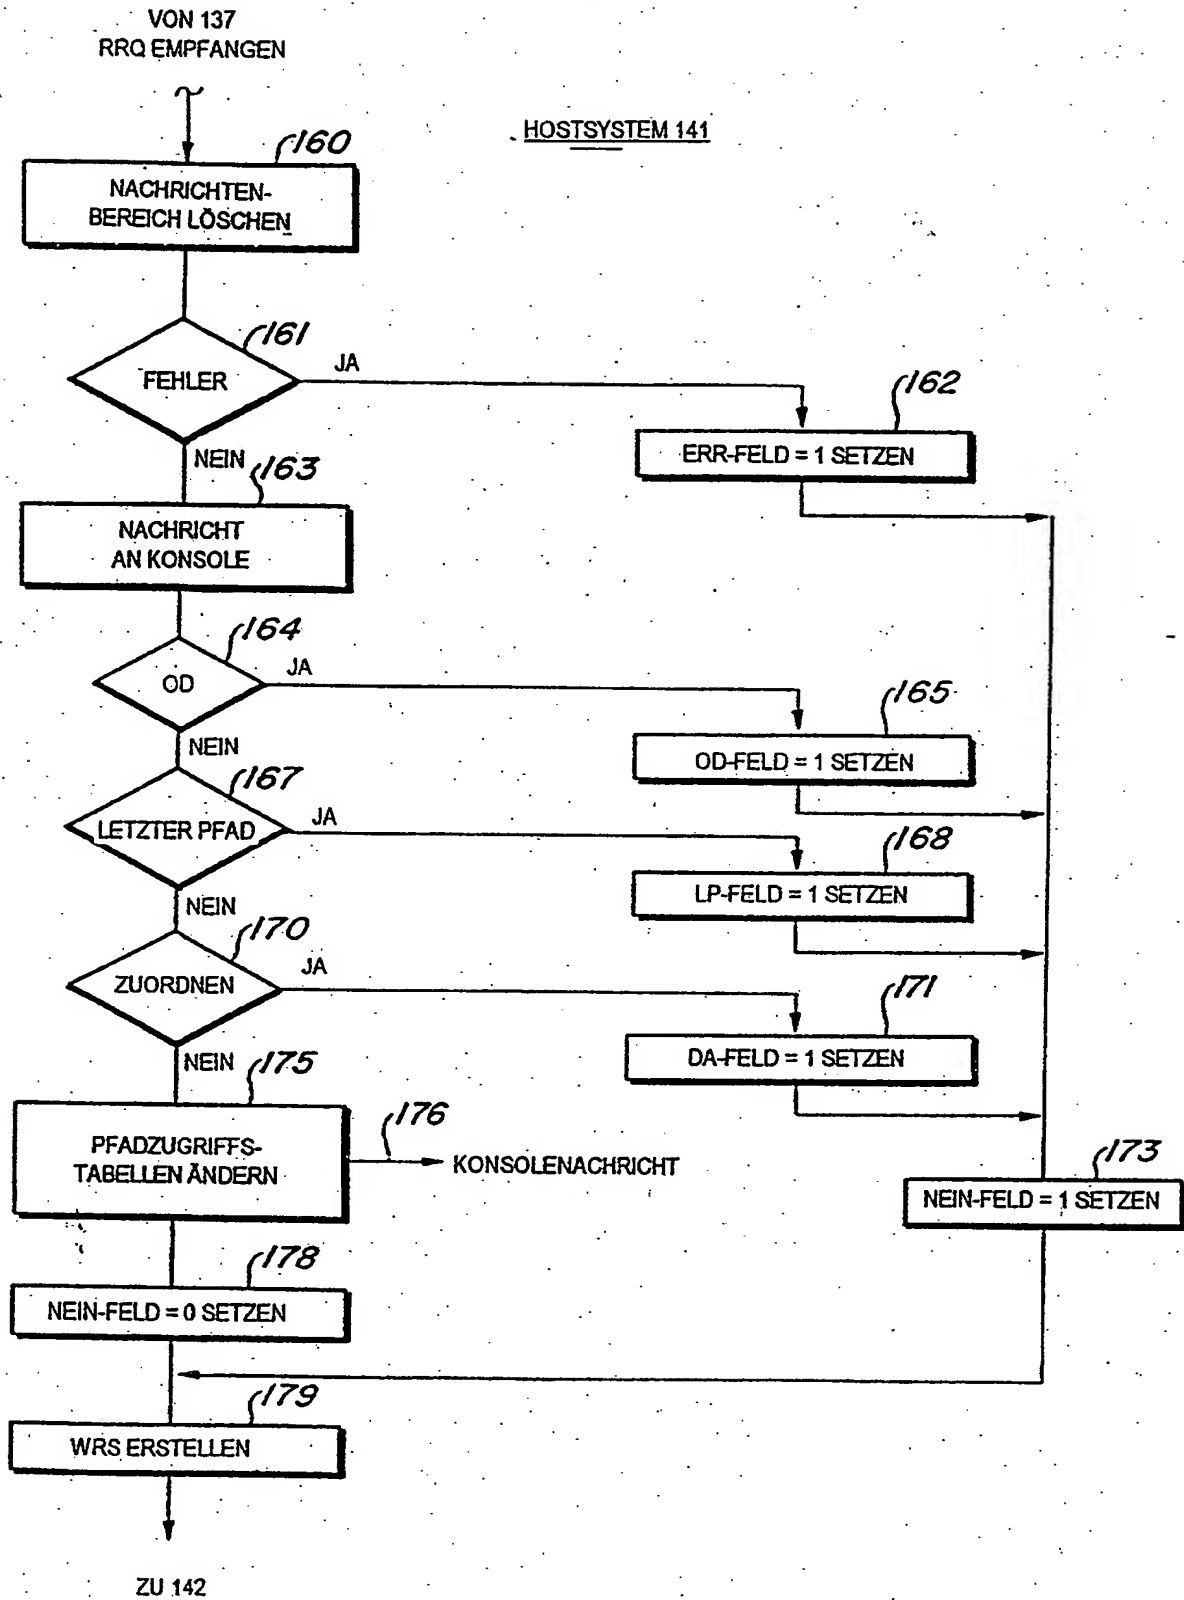 VON 137
RRQ EMPFANGEN
HOSTSYSTEM 141
160
NACHRICHTEN-
BEREICH LÖSCHEN
161
FEHLER
JA
162
ERR-FELD = 1 SETZEN
NEIN
163
NACHRICHT
AN KONSOLE
164
OD
JA
165
OD-FELD = 1 SETZEN
NEIN
167
LETZTER PFAD
JA
168
LP-FELD = 1 SETZEN
NEIN
170
ZUORDNEN
JA
171
DA-FELD = 1 SETZEN
NEIN
175
PFADZUGRIFFS-
TABELLEN ÄNDERN
176
KONSOLENACHRICHT
173
NEIN-FELD = 1 SETZEN
178
NEIN-FELD = 0 SETZEN
179
WRS ERSTELLEN
ZU 142